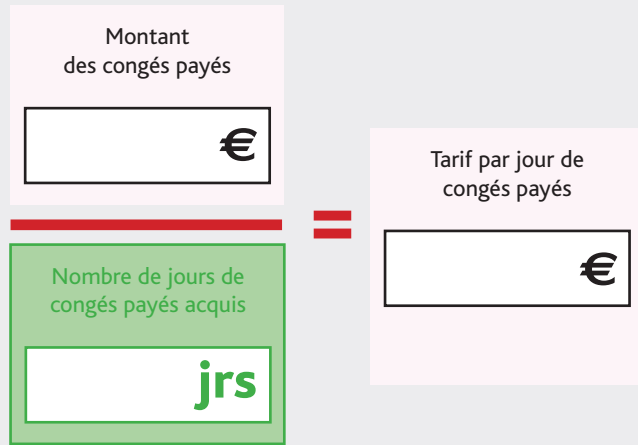 Montant
des congés payés
€
Nombre de jours de
congés payés acquis
jrs
=
Tarif par jour de
congés payés
€